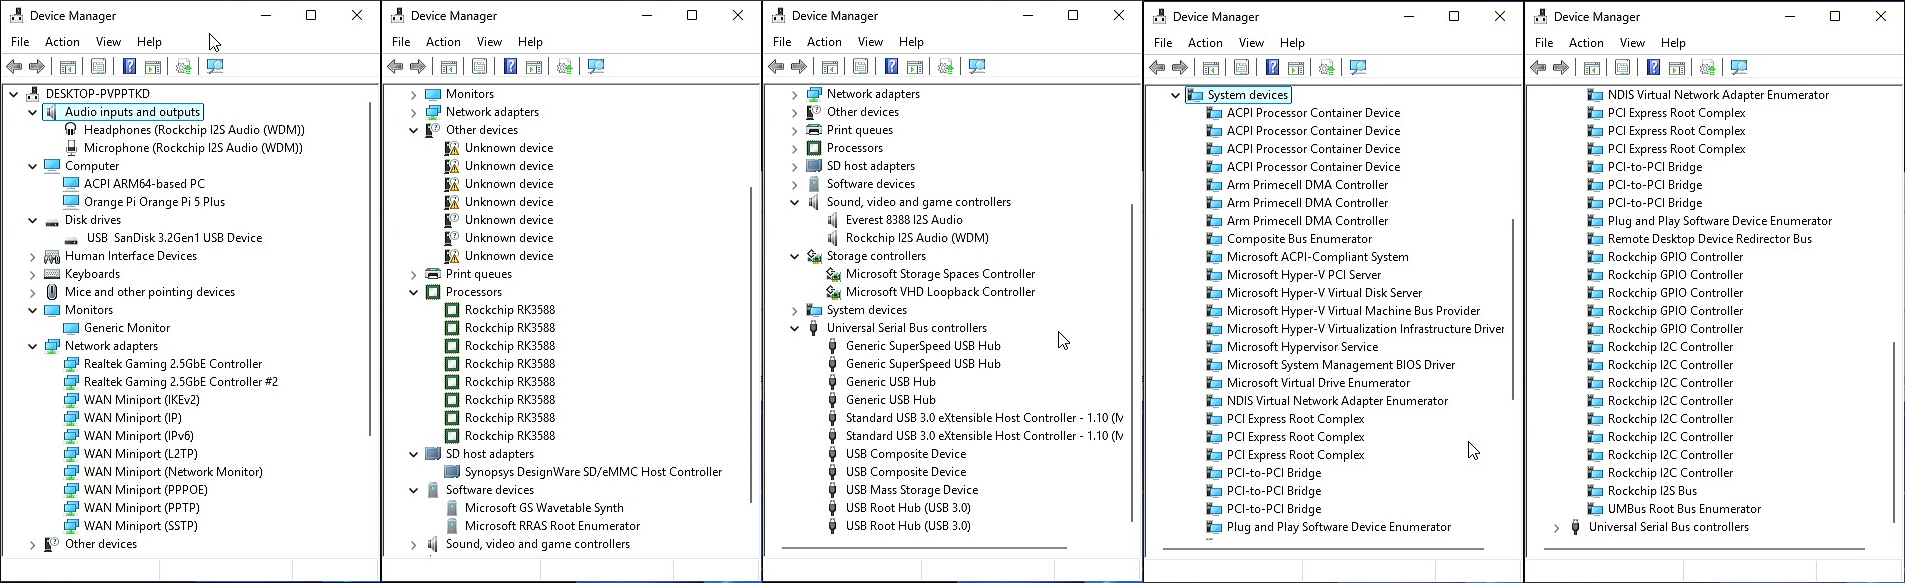 Device Manager
File Action View Help
DESKTOP-PVPPTKD
Audio inputs and outputs
Headphones (Rockchip I2S Audio (WDM))
Microphone (Rockchip I2S Audio (WDM))
Computer
ACPI ARM64-based PC
Orange Pi Orange Pi 5 Plus
Disk drives
USB SanDisk 3.2Gen1 USB Device
Human Interface Devices
Keyboards
Mice and other pointing devices
Monitors
Generic Monitor
Network adapters
Realtek Gaming 2.5GbE Controller
Realtek Gaming 2.5GbE Controller #2
WAN Miniport (IKEv2)
WAN Miniport (IP)
WAN Miniport (IPv6)
WAN Miniport (L2TP)
WAN Miniport (Network Monitor)
WAN Miniport (PPPOE)
WAN Miniport (PPTP)
WAN Miniport (SSTP)
Other devices
Device Manager
File Action View Help
Monitors
Network adapters
Other devices
Unknown device
Unknown device
Unknown device
Unknown device
Unknown device
Unknown device
Unknown device
Print queues
Processors
Rockchip RK3588
Rockchip RK3588
Rockchip RK3588
Rockchip RK3588
Rockchip RK3588
Rockchip RK3588
Rockchip RK3588
Rockchip RK3588
SD host adapters
Synopsys DesignWare SD/eMMC Host Controller
Software devices
Microsoft GS Wavetable Synth
Microsoft RRAS Root Enumerator
Sound, video and game controllers
Device Manager
File Action View Help
Network adapters
Other devices
Print queues
Processors
SD host adapters
Software devices
Sound, video and game controllers
Everest 8388 I2S Audio
Rockchip I2S Audio (WDM)
Storage controllers
Microsoft Storage Spaces Controller
Microsoft VHD Loopback Controller
System devices
Universal Serial Bus controllers
Generic SuperSpeed USB Hub
Generic SuperSpeed USB Hub
Generic USB Hub
Generic USB Hub
Standard USB 3.0 eXtensible Host Controller - 1.10 (M
Standard USB 3.0 eXtensible Host Controller - 1.10 (M
USB Composite Device
USB Composite Device
USB Mass Storage Device
USB Root Hub (USB 3.0)
USB Root Hub (USB 3.0)
Device Manager
File Action View Help
System devices
ACPI Processor Container Device
ACPI Processor Container Device
ACPI Processor Container Device
ACPI Processor Container Device
Arm Primecell DMA Controller
Arm Primecell DMA Controller
Arm Primecell DMA Controller
Composite Bus Enumerator
Microsoft ACPI-Compliant System
Microsoft Hyper-V PCI Server
Microsoft Hyper-V Virtual Disk Server
Microsoft Hyper-V Virtual Machine Bus Provider
Microsoft Hyper-V Virtualization Infrastructure Driver
Microsoft Hypervisor Service
Microsoft System Management BIOS Driver
Microsoft Virtual Drive Enumerator
NDIS Virtual Network Adapter Enumerator
PCI Express Root Complex
PCI Express Root Complex
PCI Express Root Complex
PCI-to-PCI Bridge
PCI-to-PCI Bridge
PCI-to-PCI Bridge
Plug and Play Software Device Enumerator
Device Manager
File Action View Help
NDIS Virtual Network Adapter Enumerator
PCI Express Root Complex
PCI Express Root Complex
PCI Express Root Complex
PCI-to-PCI Bridge
PCI-to-PCI Bridge
PCI-to-PCI Bridge
Plug and Play Software Device Enumerator
Remote Desktop Device Redirector Bus
Rockchip GPIO Controller
Rockchip GPIO Controller
Rockchip GPIO Controller
Rockchip GPIO Controller
Rockchip GPIO Controller
Rockchip I2C Controller
Rockchip I2C Controller
Rockchip I2C Controller
Rockchip I2C Controller
Rockchip I2C Controller
Rockchip I2C Controller
Rockchip I2C Controller
Rockchip I2C Controller
Rockchip I2S Bus
UMBus Root Bus Enumerator
Universal Serial Bus controllers